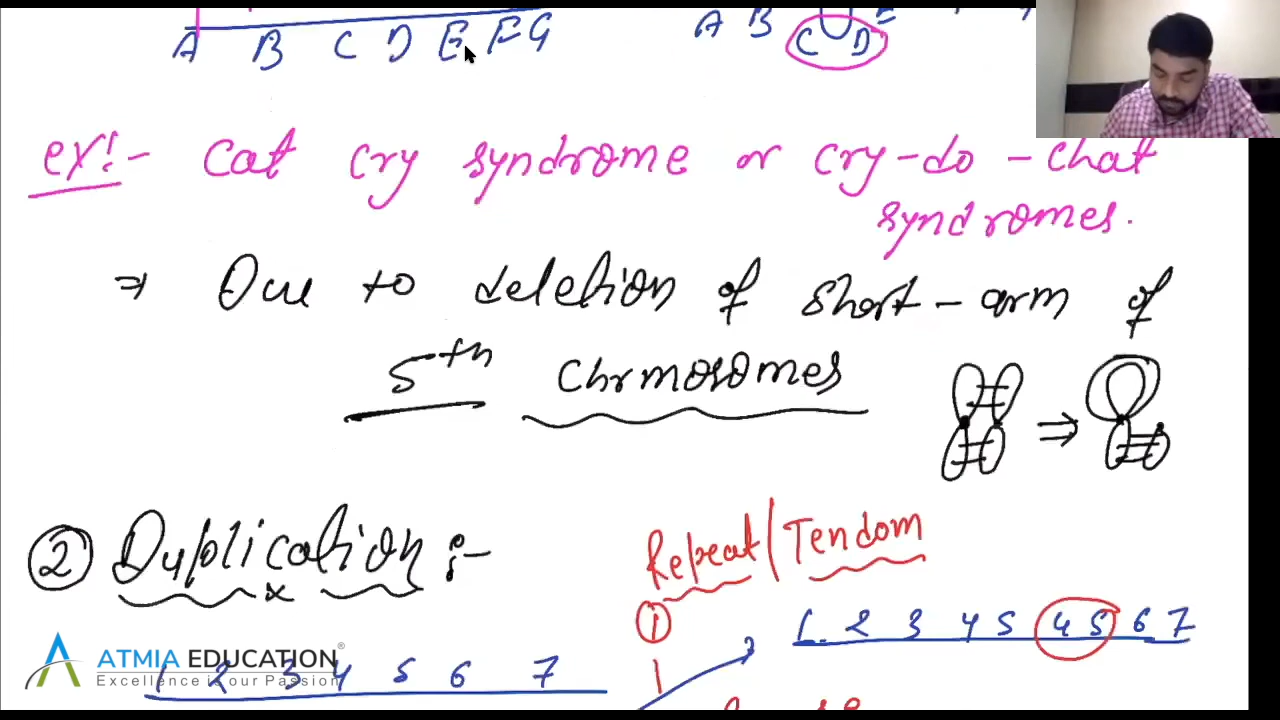 A B C D E F G A B C D E
ex:- Cat cry syndrome or cry-do-chat
syndromes.
⇒ Due to deletion of short-arm of
5th Chrmosomes
② Duplication :-
Repeat/Tendom
①
1 2 3 4 5 4 5 6 7
1 2 3 4 5 6 7
ATMIA EDUCATION®
Excellence is our Passion